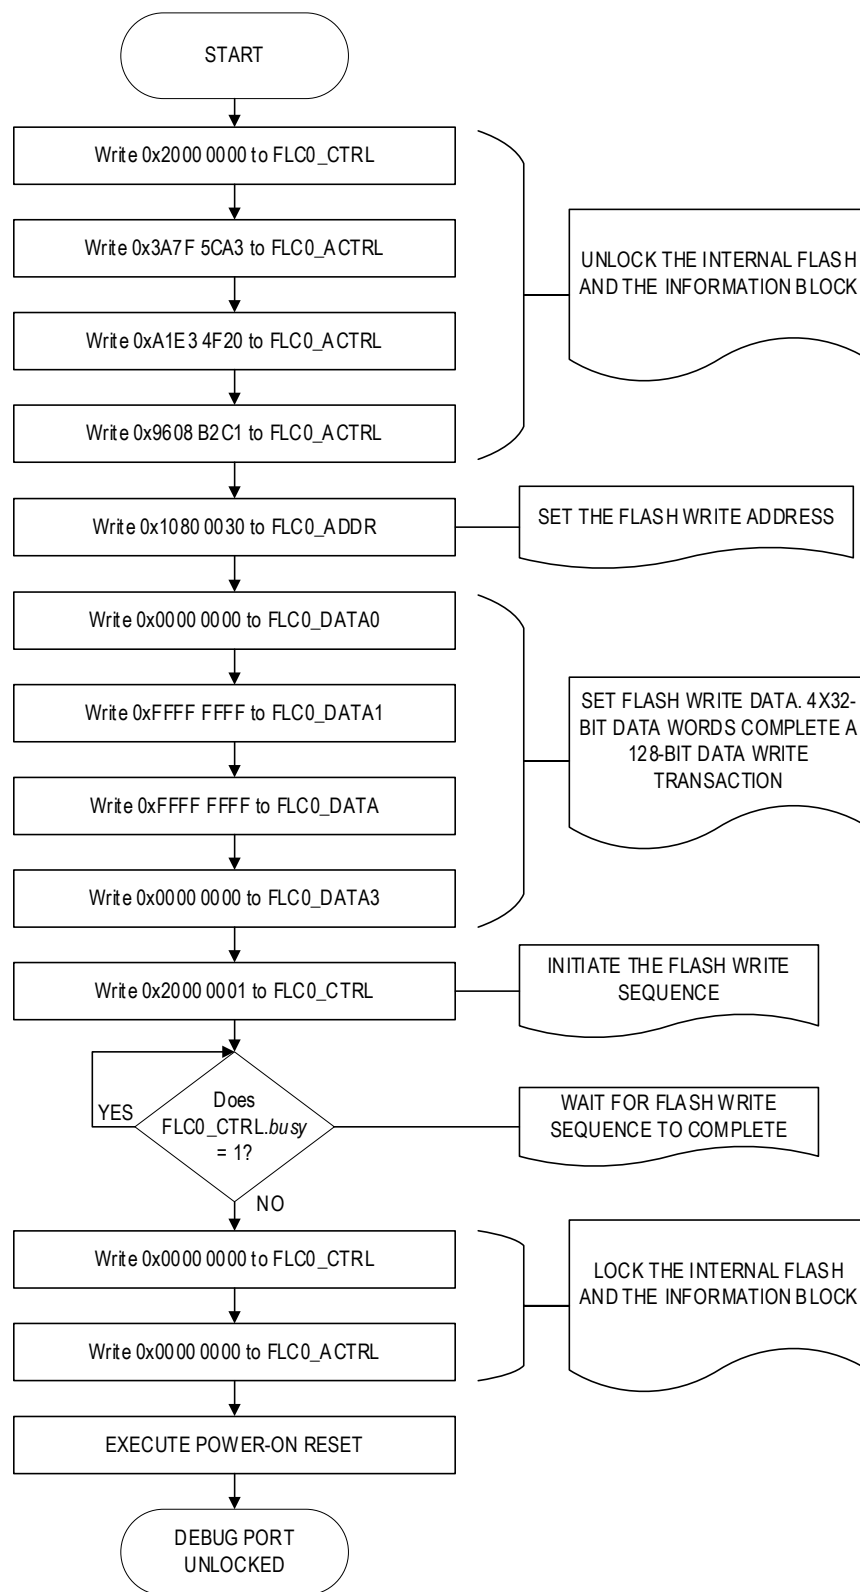 START
Write 0x2000 0000 to FLC0_CTRL
Write 0x3A7F 5CA3 to FLC0_ACTRL
UNLOCK THE INTERNAL FLASH
AND THE INFORMATION BLOCK
Write 0xA1E3 4F20 to FLC0_ACTRL
Write 0x9608 B2C1 to FLC0_ACTRL
Write 0x1080 0030 to FLC0_ADDR
SET THE FLASH WRITE ADDRESS
Write 0x0000 0000 to FLC0_DATA0
Write 0xFFFF FFFF to FLC0_DATA1
SET FLASH WRITE DATA. 4X32-
BIT DATA WORDS COMPLETE A
128-BIT DATA WRITE
TRANSACTION
Write 0xFFFF FFFF to FLC0_DATA
Write 0x0000 0000 to FLC0_DATA3
Write 0x2000 0001 to FLC0_CTRL
INITIATE THE FLASH WRITE
SEQUENCE
Does
FLC0_CTRL.busy
= 1?
YES
NO
WAIT FOR FLASH WRITE
SEQUENCE TO COMPLETE
Write 0x0000 0000 to FLC0_CTRL
LOCK THE INTERNAL FLASH
AND THE INFORMATION BLOCK
Write 0x0000 0000 to FLC0_ACTRL
EXECUTE POWER-ON RESET
DEBUG PORT
UNLOCKED